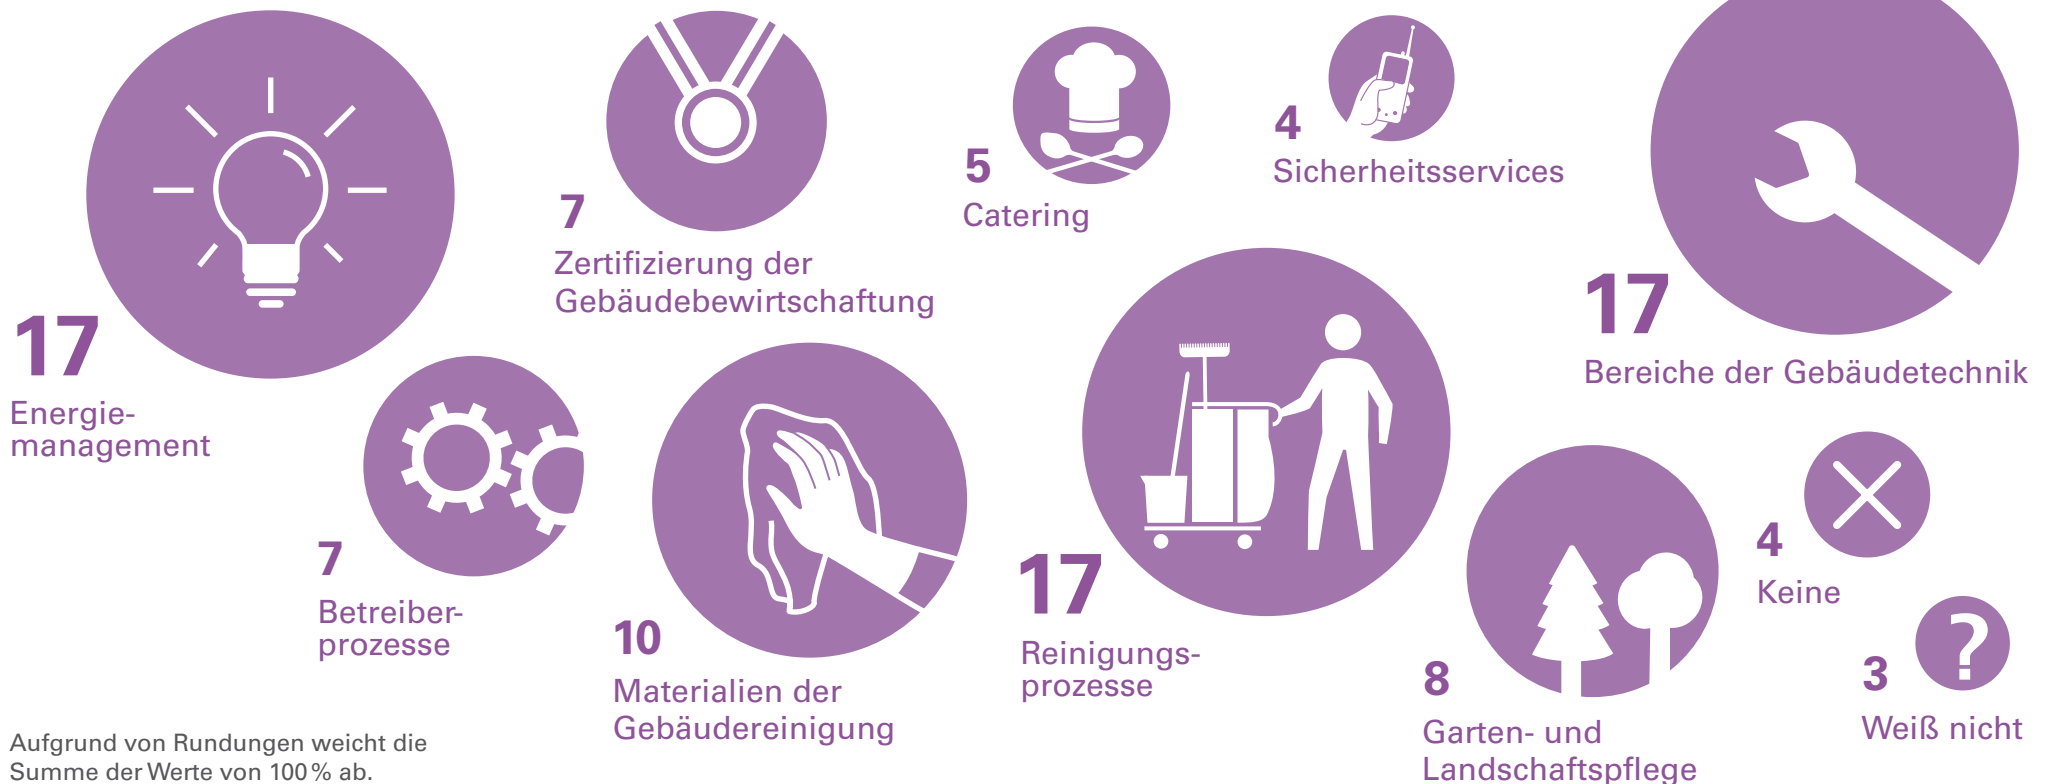 17
Energie-
management
7
Zertifizierung der
Gebäudebewirtschaftung
5
Catering
4
Sicherheitsservices
17
Bereiche der Gebäudetechnik
7
Betreiber-
prozesse
10
Materialien der
Gebäudereinigung
17
Reinigungs-
prozesse
8
Garten- und
Landschaftspflege
4
Keine
?
3
Weiß nicht
Aufgrund von Rundungen weicht die
Summe der Werte von 100 % ab.